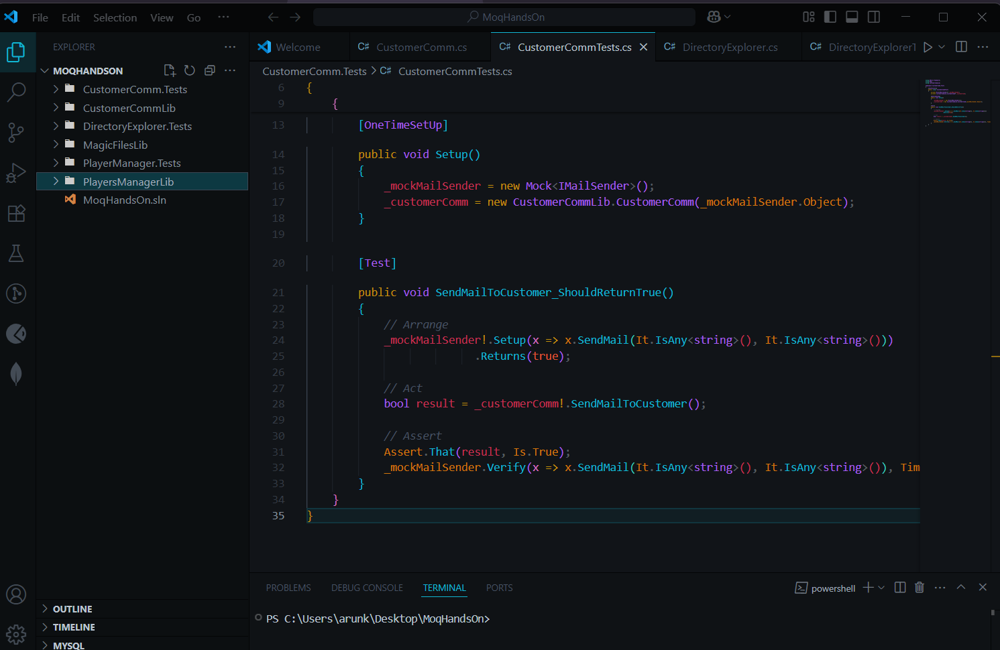 File Edit Selection View Go ··· MoqHandsOn
EXPLORER
MOQHANDSON
CustomerComm.Tests
CustomerCommLib
DirectoryExplorer.Tests
MagicFilesLib
PlayerManager.Tests
PlayersManagerLib
MoqHandsOn.sln
OUTLINE
TIMELINE
MYSQL
Welcome C# CustomerComm.cs C# CustomerCommTests.cs C# DirectoryExplorer.cs C# DirectoryExplorerT
CustomerComm.Tests > C# CustomerCommTests.cs
6 {
9 {
13 [OneTimeSetUp]
14 public void Setup()
15 {
16 _mockMailSender = new Mock<IMailSender>();
17 _customerComm = new CustomerCommLib.CustomerComm(_mockMailSender.Object);
18 }
19
20 [Test]
21 public void SendMailToCustomer_ShouldReturnTrue()
22 {
23 // Arrange
24 _mockMailSender!.Setup(x => x.SendMail(It.IsAny<string>(), It.IsAny<string>()))
25 .Returns(true);
26
27 // Act
28 bool result = _customerComm!.SendMailToCustomer();
29
30 // Assert
31 Assert.That(result, Is.True);
32 _mockMailSender.Verify(x => x.SendMail(It.IsAny<string>(), It.IsAny<string>()), Tim
33 }
34 }
35 }
PROBLEMS DEBUG CONSOLE TERMINAL PORTS powershell
PS C:\Users\arunk\Desktop\MoqHandsOn>